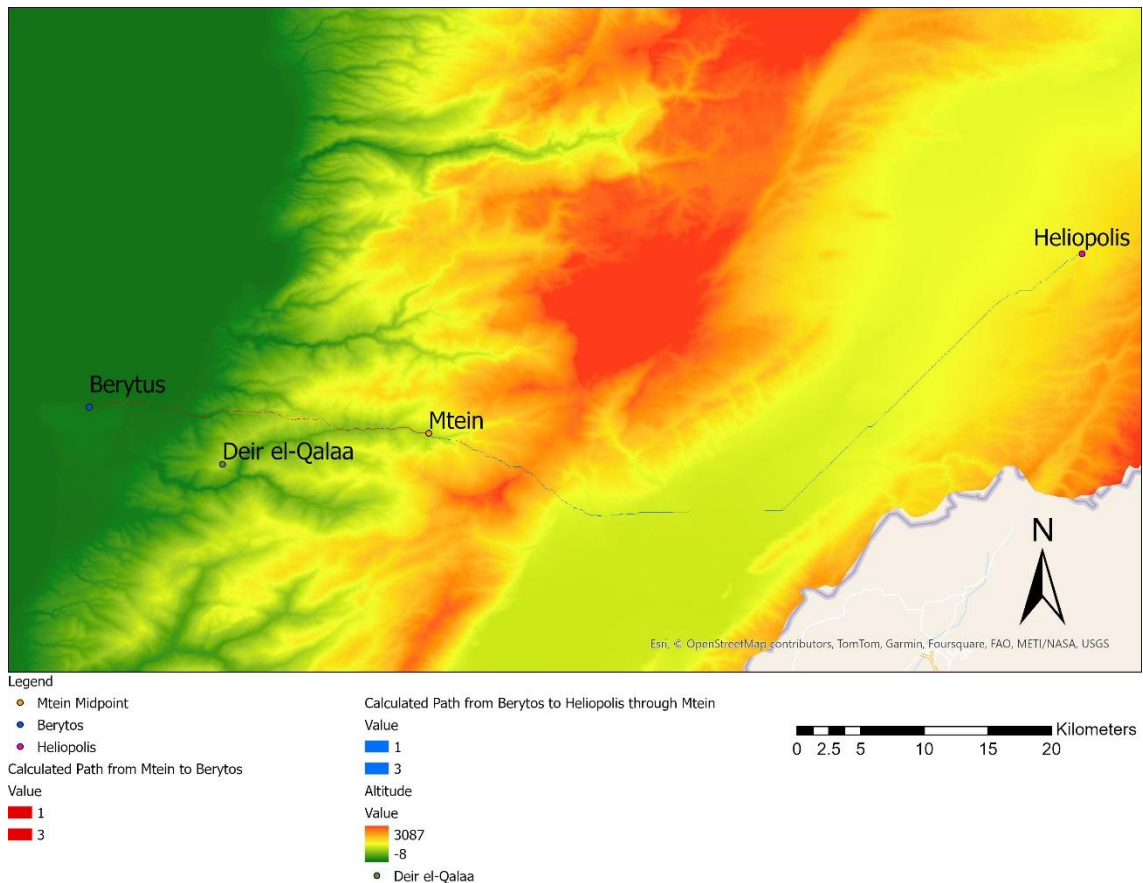 Heliopolis
Berytus
Mtein
Deir el-Qalaa
N
Esri, © OpenStreetMap contributors, TomTom, Garmin, Foursquare, FAO, METI/NASA, USGS
Legend
Mtein Midpoint
Berytos
Heliopolis
Calculated Path from Mtein to Berytos
Value
1
3
Calculated Path from Berytos to Heliopolis through Mtein
Value
1
3
Altitude
Value
3087
-8
Deir el-Qalaa
Kilometers
0 2.5 5 10 15 20